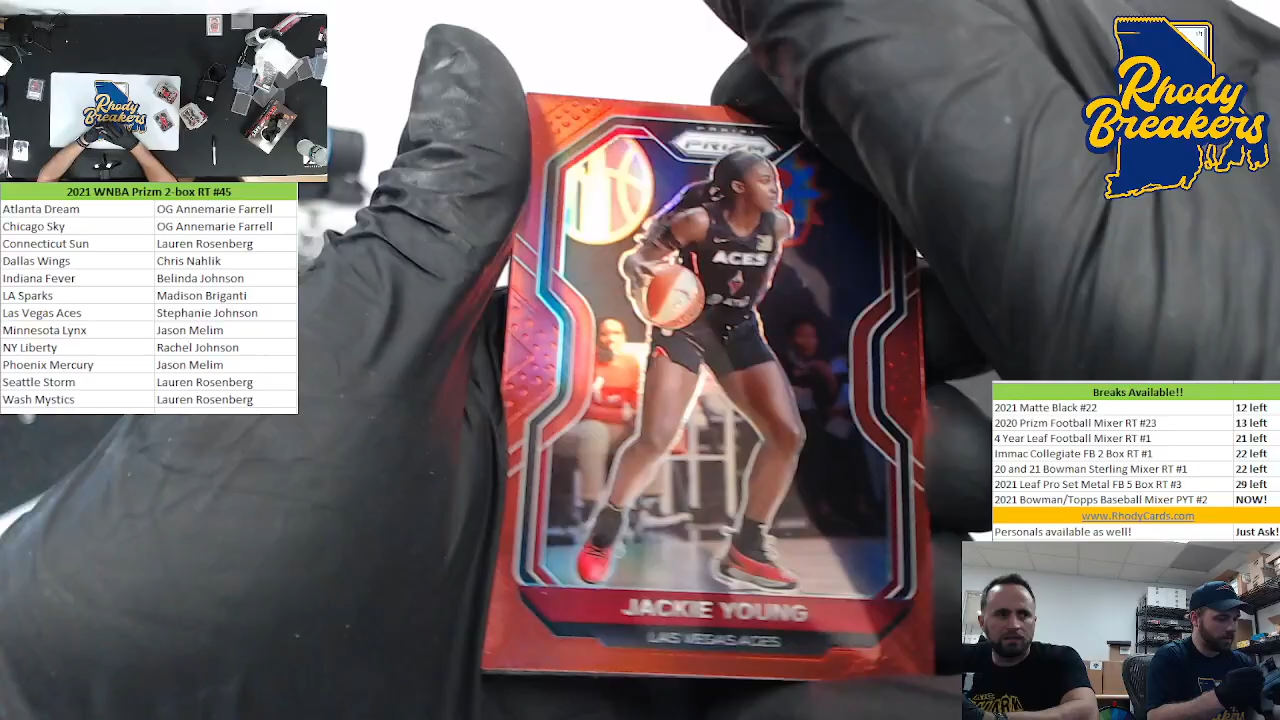 Rhody
Breakers
2021 WNBA Prizm 2-box RT #45
Atlanta Dream OG Annemarie Farrell
Chicago Sky OG Annemarie Farrell
Connecticut Sun Lauren Rosenberg
Dallas Wings Chris Nahlik
Indiana Fever Belinda Johnson
LA Sparks Madison Briganti
Las Vegas Aces Stephanie Johnson
Minnesota Lynx Jason Melim
NY Liberty Rachel Johnson
Phoenix Mercury Jason Melim
Seattle Storm Lauren Rosenberg
Wash Mystics Lauren Rosenberg
PANINI
PRIZM
ACES
JACKIE YOUNG
LAS VEGAS ACES
Rhody
Breakers
Breaks Available!!
2021 Matte Black #22 12 left
2020 Prizm Football Mixer RT #23 13 left
4 Year Leaf Football Mixer RT #1 21 left
Immac Collegiate FB 2 Box RT #1 22 left
20 and 21 Bowman Sterling Mixer RT #1 22 left
2021 Leaf Pro Set Metal FB 5 Box RT #3 29 left
2021 Bowman/Topps Baseball Mixer PYT #2 NOW!
www.RhodyCards.com
Personals available as well! Just Ask!